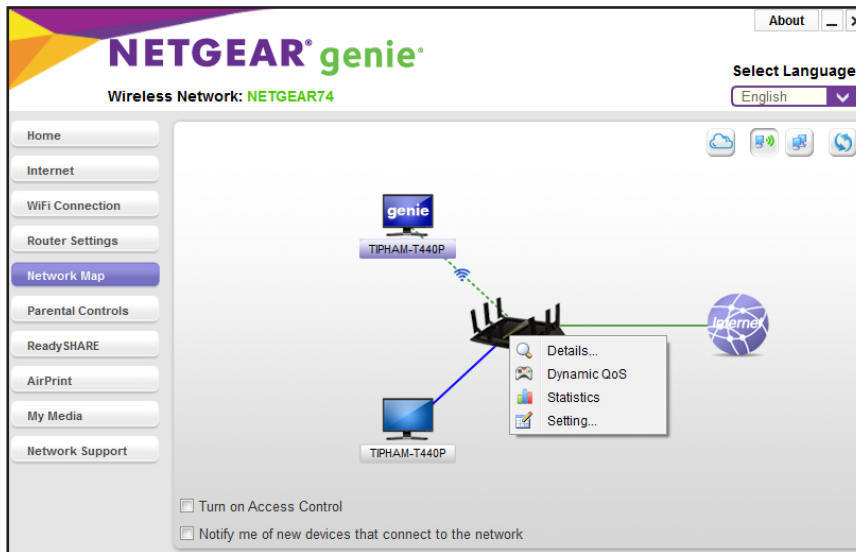 About
NETGEAR® genie®
Select Language
Wireless Network: NETGEAR74
English
Home
Internet
WiFi Connection
Router Settings
Network Map
Parental Controls
ReadySHARE
AirPrint
My Media
Network Support
genie
TIPHAM-T440P
Internet
Details...
Dynamic QoS
Statistics
Setting...
TIPHAM-T440P
Turn on Access Control
Notify me of new devices that connect to the network